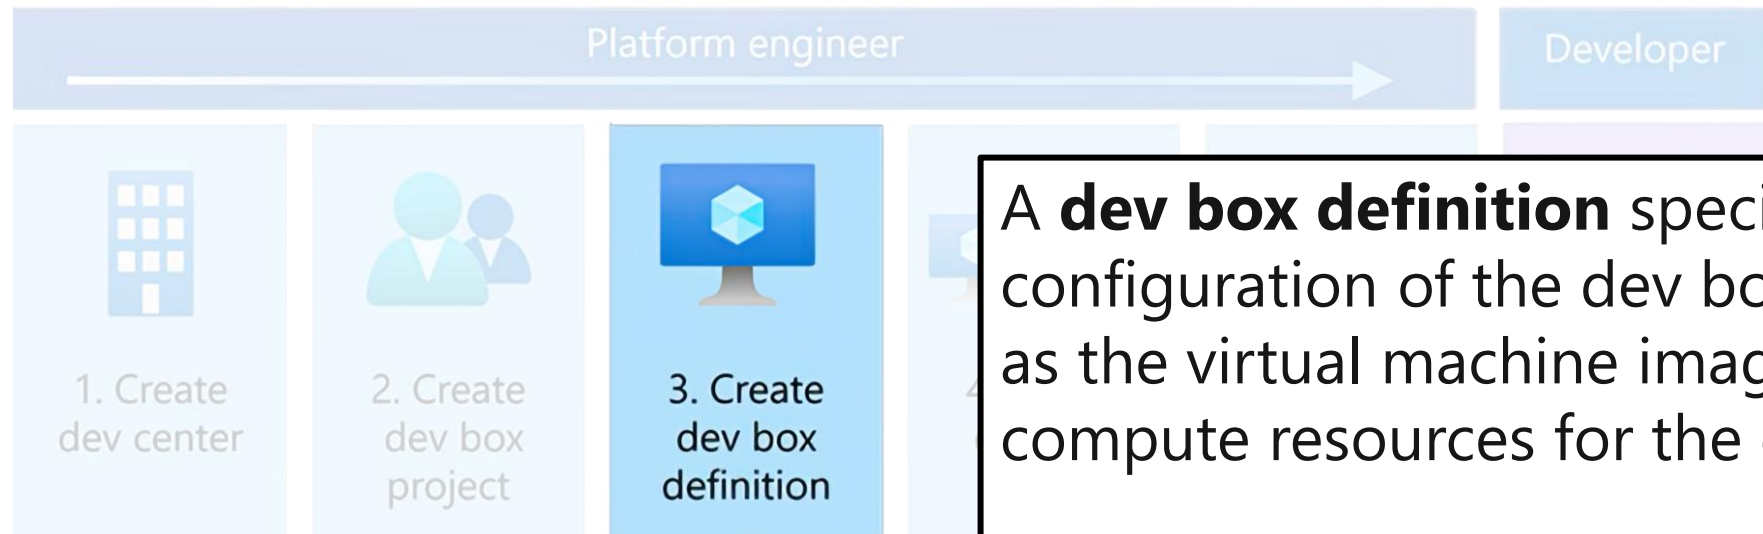 Platform engineer
Developer
1. Create
dev center
2. Create
dev box
project
3. Create
dev box
definition
4.
A dev box definition speci
configuration of the dev bo
as the virtual machine imag
compute resources for the